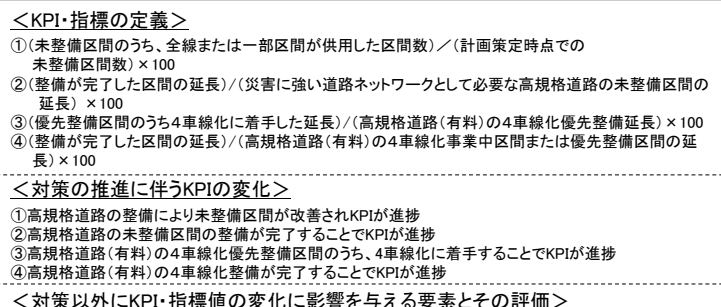 ＜KPI・指標の定義＞
①(未整備区間のうち、全線または一部区間が供用した区間数)／(計画策定時点での
未整備区間数)×100
②(整備が完了した区間の延長)/(災害に強い道路ネットワークとして必要な高規格道路の未整備区間の
延長) ×100
③(優先整備区間のうち4車線化に着手した延長)/(高規格道路(有料)の4車線化優先整備延長)×100
④(整備が完了した区間の延長)/(高規格道路(有料)の4車線化事業中区間または優先整備区間の延
長)×100
＜対策の推進に伴うKPIの変化＞
①高規格道路の整備により未整備区間が改善されKPIが進捗
②高規格道路の未整備区間の整備が完了することでKPIが進捗
③高規格道路(有料)の4車線化優先整備区間のうち、4車線化に着手することでKPIが進捗
④高規格道路(有料)の4車線化整備が完了することでKPIが進捗
＜対策以外にKPI・指標値の変化に影響を与える要素とその評価＞